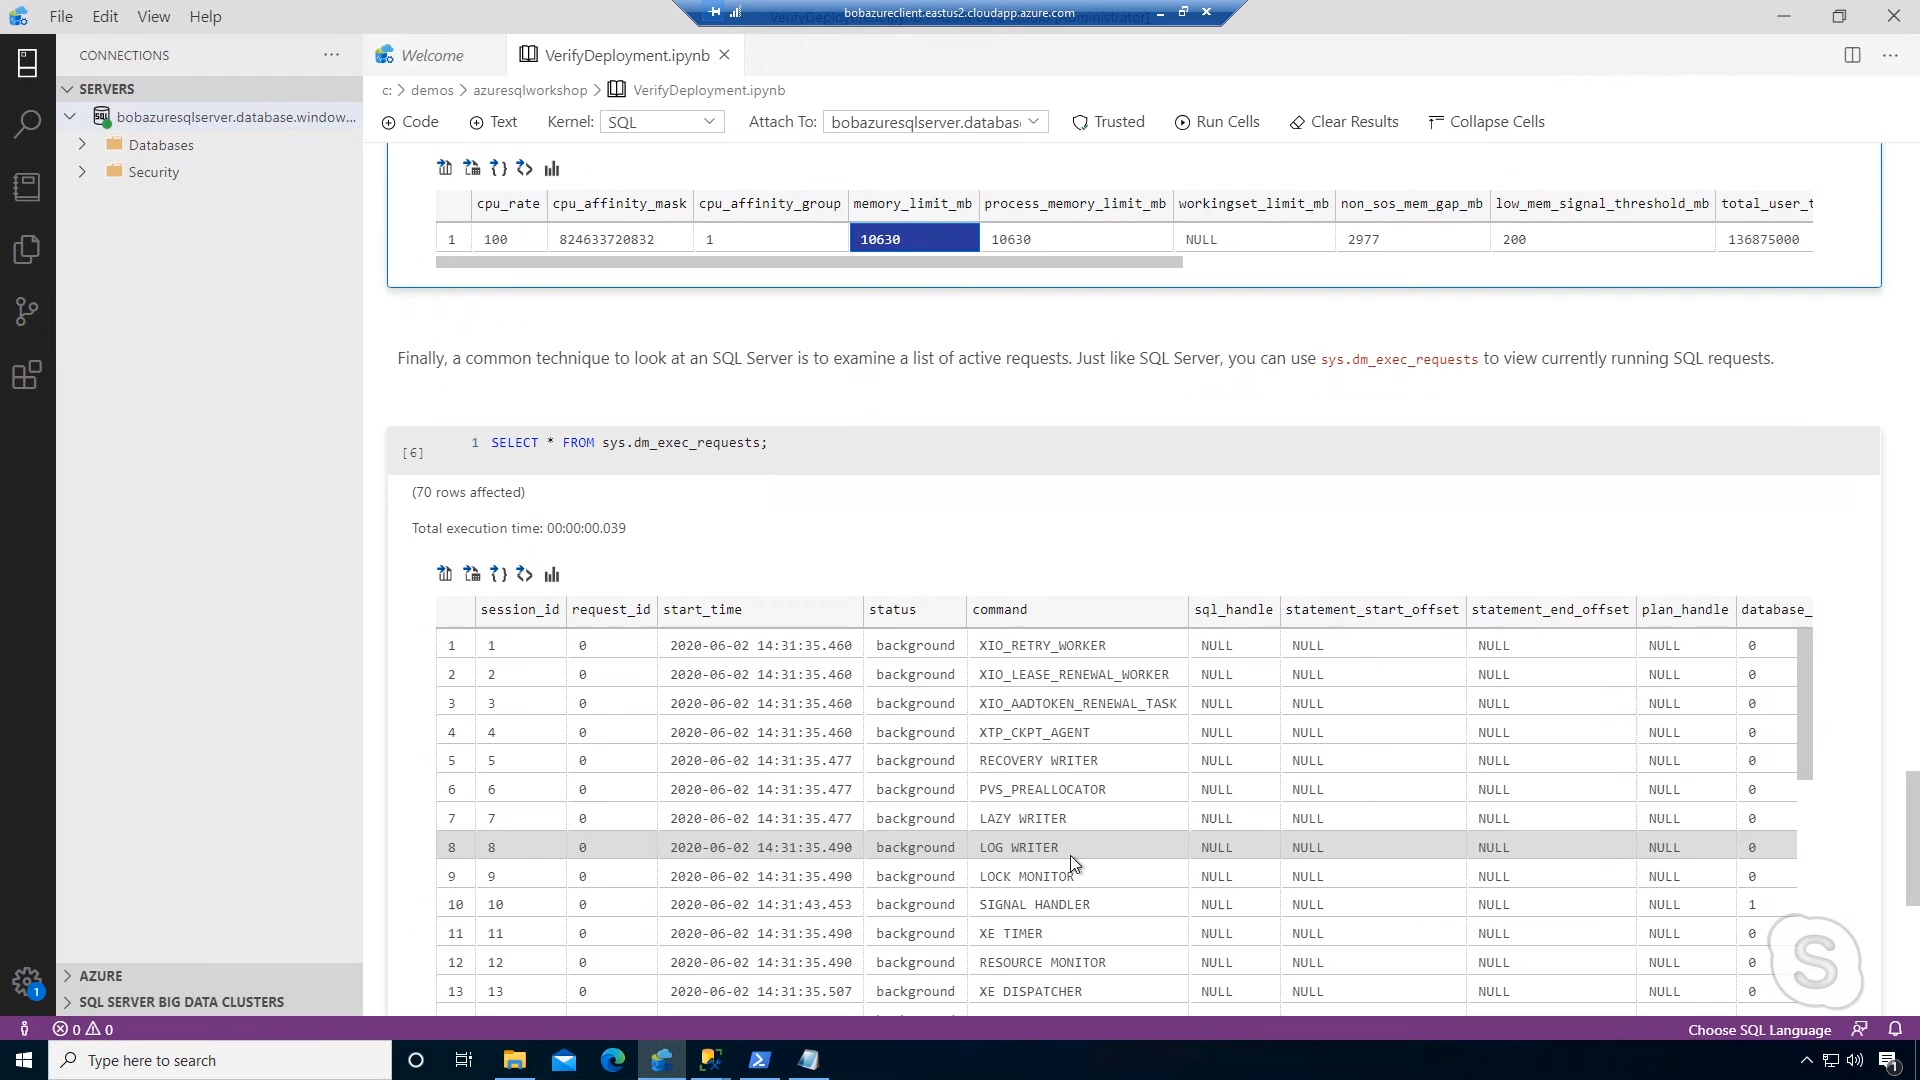 File Edit View Help
bobazureclient.eastus2.cloudapp.azure.com
CONNECTIONS
Welcome
VerifyDeployment.ipynb
SERVERS
bobazuresqlserver.database.window...
Databases
Security
AZURE
SQL SERVER BIG DATA CLUSTERS
c: > demos > azuresqlworkshop > VerifyDeployment.ipynb
Code Text Kernel: SQL Attach To: bobazuresqlserver.databas Trusted Run Cells Clear Results Collapse Cells
cpu_rate cpu_affinity_mask cpu_affinity_group memory_limit_mb process_memory_limit_mb workingset_limit_mb non_sos_mem_gap_mb low_mem_signal_threshold_mb total_user_t
1 100 824633720832 1 10630 10630 NULL 2977 200 136875000
Finally, a common technique to look at an SQL Server is to examine a list of active requests. Just like SQL Server, you can use sys.dm_exec_requests to view currently running SQL requests.
[6] 1 SELECT * FROM sys.dm_exec_requests;
(70 rows affected)
Total execution time: 00:00:00.039
session_id request_id start_time status command sql_handle statement_start_offset statement_end_offset plan_handle database_
1 1 0 2020-06-02 14:31:35.460 background XIO_RETRY_WORKER NULL NULL NULL NULL 0
2 2 0 2020-06-02 14:31:35.460 background XIO_LEASE_RENEWAL_WORKER NULL NULL NULL NULL 0
3 3 0 2020-06-02 14:31:35.460 background XIO_AADTOKEN_RENEWAL_TASK NULL NULL NULL NULL 0
4 4 0 2020-06-02 14:31:35.460 background XTP_CKPT_AGENT NULL NULL NULL NULL 0
5 5 0 2020-06-02 14:31:35.477 background RECOVERY WRITER NULL NULL NULL NULL 0
6 6 0 2020-06-02 14:31:35.477 background PVS_PREALLOCATOR NULL NULL NULL NULL 0
7 7 0 2020-06-02 14:31:35.477 background LAZY WRITER NULL NULL NULL NULL 0
8 8 0 2020-06-02 14:31:35.490 background LOG WRITER NULL NULL NULL NULL 0
9 9 0 2020-06-02 14:31:35.490 background LOCK MONITOR NULL NULL NULL NULL 0
10 10 0 2020-06-02 14:31:43.453 background SIGNAL HANDLER NULL NULL NULL NULL 1
11 11 0 2020-06-02 14:31:35.490 background XE TIMER NULL NULL NULL NULL 0
12 12 0 2020-06-02 14:31:35.490 background RESOURCE MONITOR NULL NULL NULL NULL 0
13 13 0 2020-06-02 14:31:35.507 background XE DISPATCHER NULL NULL NULL NULL 0
0 0
Choose SQL Language
Type here to search